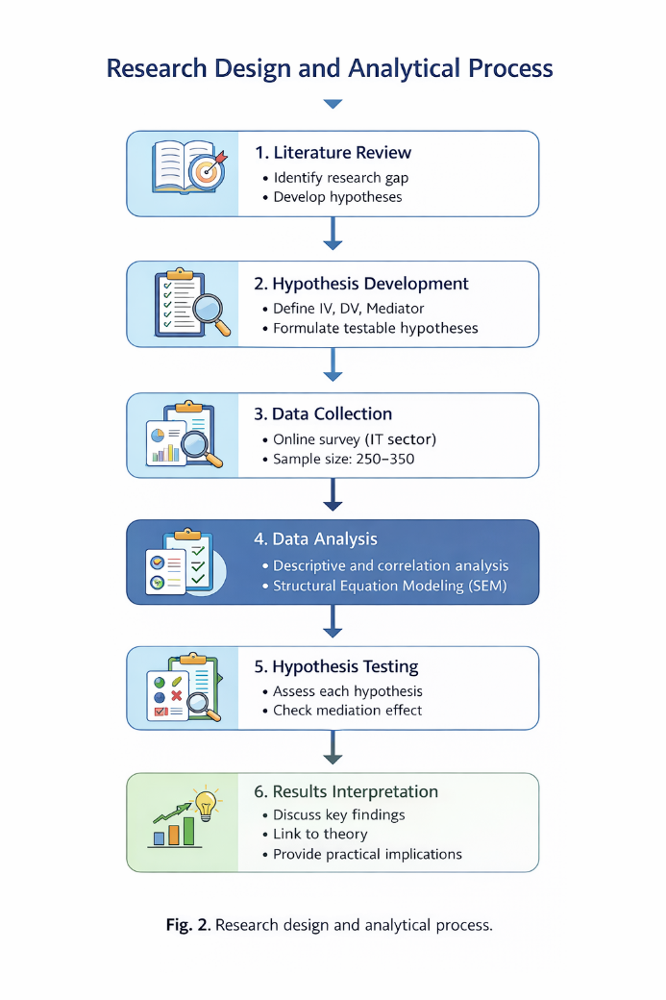 Research Design and Analytical Process
1. Literature Review
• Identify research gap
• Develop hypotheses
2. Hypothesis Development
• Define IV, DV, Mediator
• Formulate testable hypotheses
3. Data Collection
• Online survey (IT sector)
• Sample size: 250–350
4. Data Analysis
• Descriptive and correlation analysis
• Structural Equation Modeling (SEM)
5. Hypothesis Testing
• Assess each hypothesis
• Check mediation effect
6. Results Interpretation
• Discuss key findings
• Link to theory
• Provide practical implications
Fig. 2. Research design and analytical process.